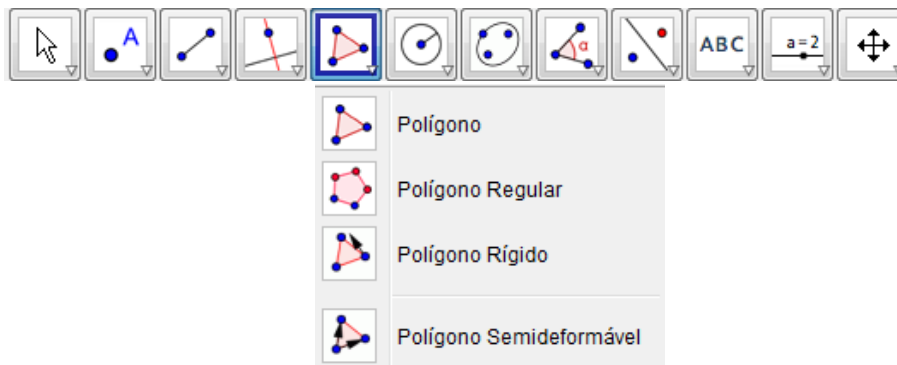 A
α
ABC
a=2
Polígono
Polígono Regular
Polígono Rígido
Polígono Semideformável